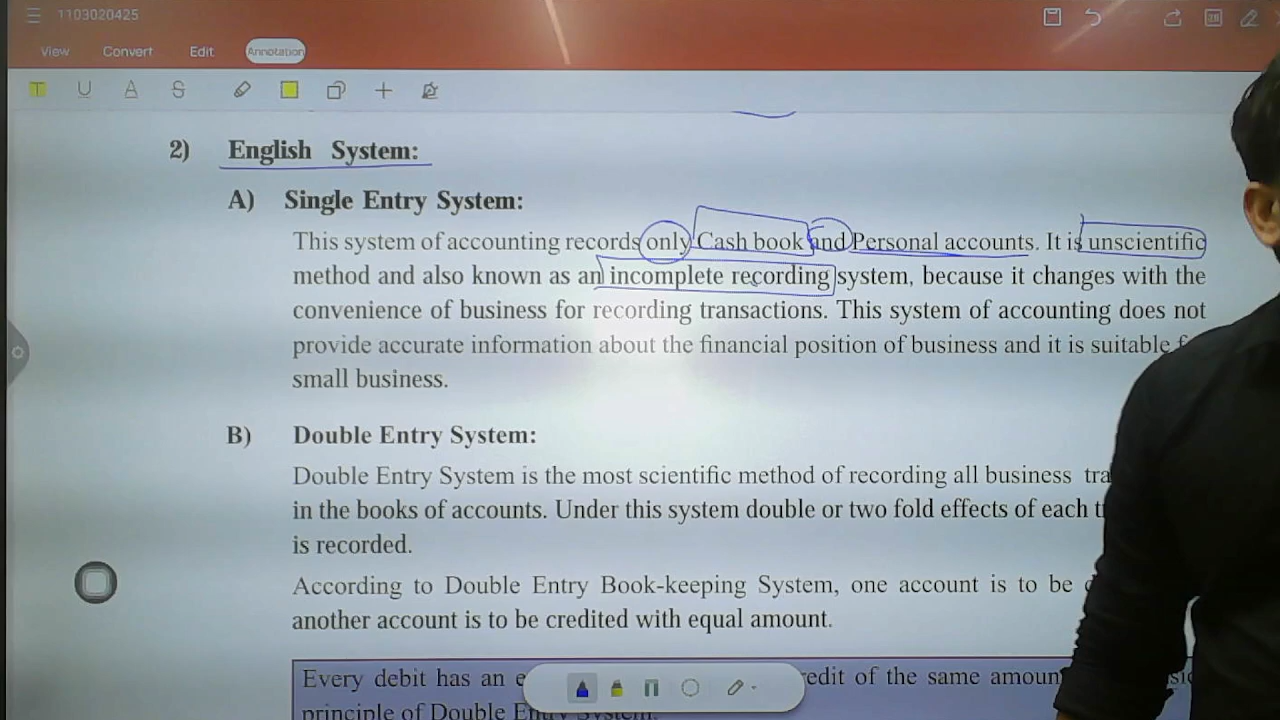 1103020425
View Convert Edit Annotation
2) English System:
A) Single Entry System:
This system of accounting records only Cash book and Personal accounts. It is unscientific
method and also known as an incomplete recording system, because it changes with the
convenience of business for recording transactions. This system of accounting does not
provide accurate information about the financial position of business and it is suitable
small business.
B) Double Entry System:
Double Entry System is the most scientific method of recording all business
in the books of accounts. Under this system double or two fold effects of each
is recorded.
According to Double Entry Book-keeping System, one account is to be
another account is to be credited with equal amount.
Every debit has an of the same
principle of Double Entry System.